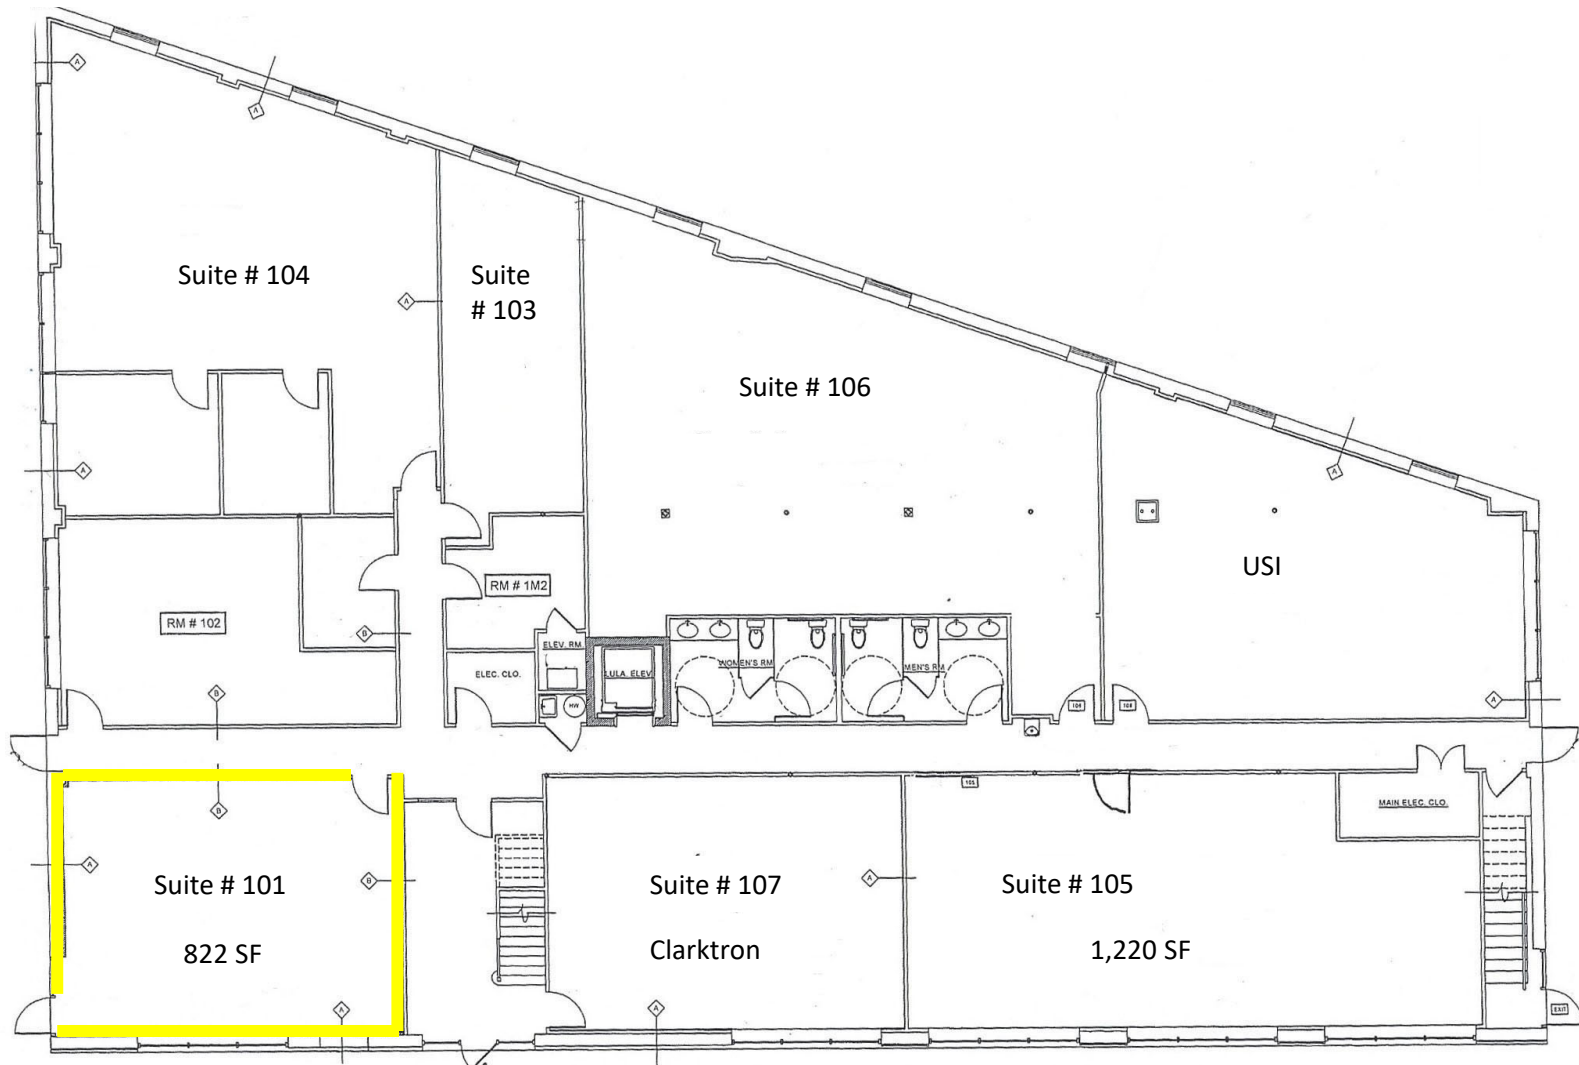 A
A
Suite # 104
Suite
# 103
A
Suite # 106
A
A
USI
RM # 1M2
RM # 102
B
ELEV. RM.
WOMEN'S RM
MEN'S RM
ELEC. CLO.
LULA. ELEV.
B
A
HW
106
108
105
B
MAIN ELEC. CLO.
A
B
A
Suite # 101
Suite # 107
Suite # 105
822 SF
Clarktron
1,220 SF
A
A
EXIT